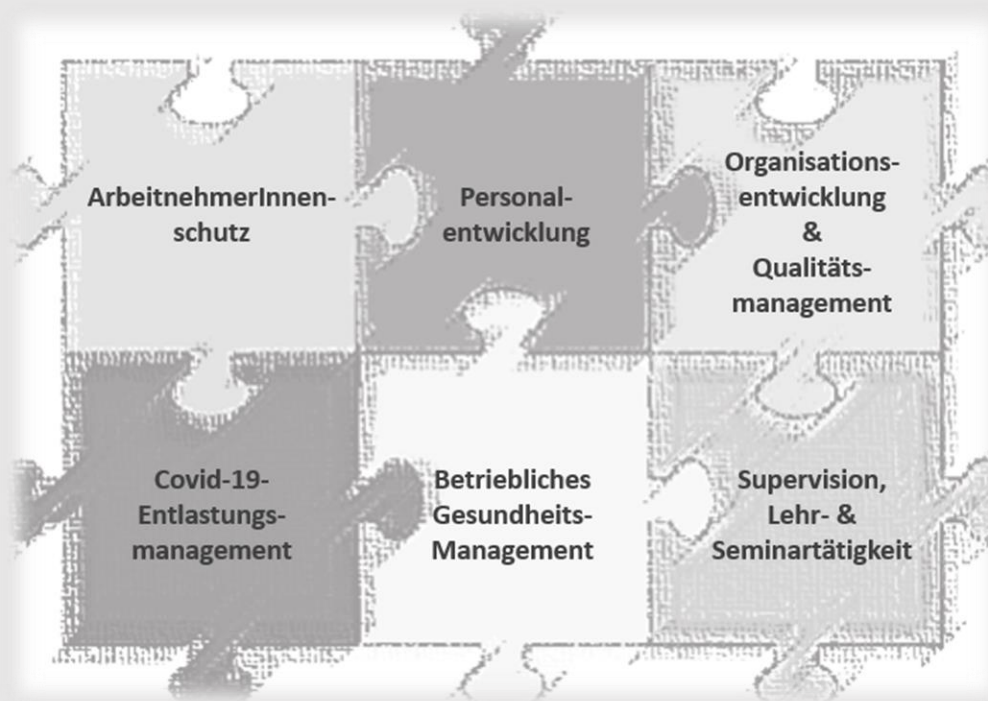 ArbeitnehmerInnen-
schutz
Personal-
entwicklung
Organisations-
entwicklung
&
Qualitäts-
management
Covid-19-
Entlastungs-
management
Betriebliches
Gesundheits-
Management
Supervision,
Lehr- &
Seminartätigkeit